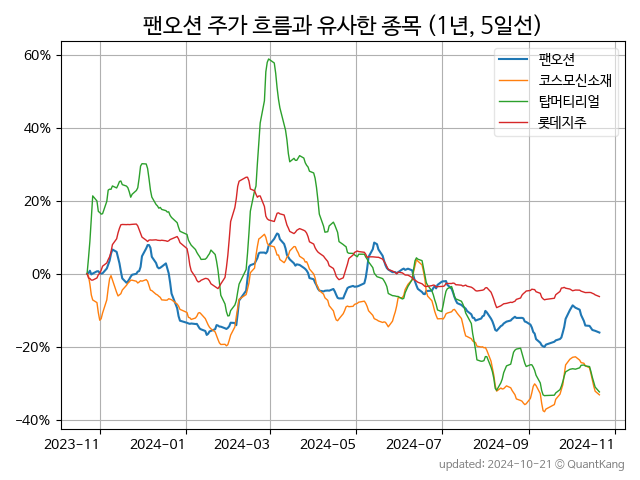 팬오션 주가 흐름과 유사한 종목 (1년, 5일선)
팬오션
코스모신소재
탑머티리얼
롯데지주
60%
40%
20%
0%
−20%
−40%
2023-11 2024-01 2024-03 2024-05 2024-07 2024-09 2024-11
updated: 2024-10-21 © QuantKang